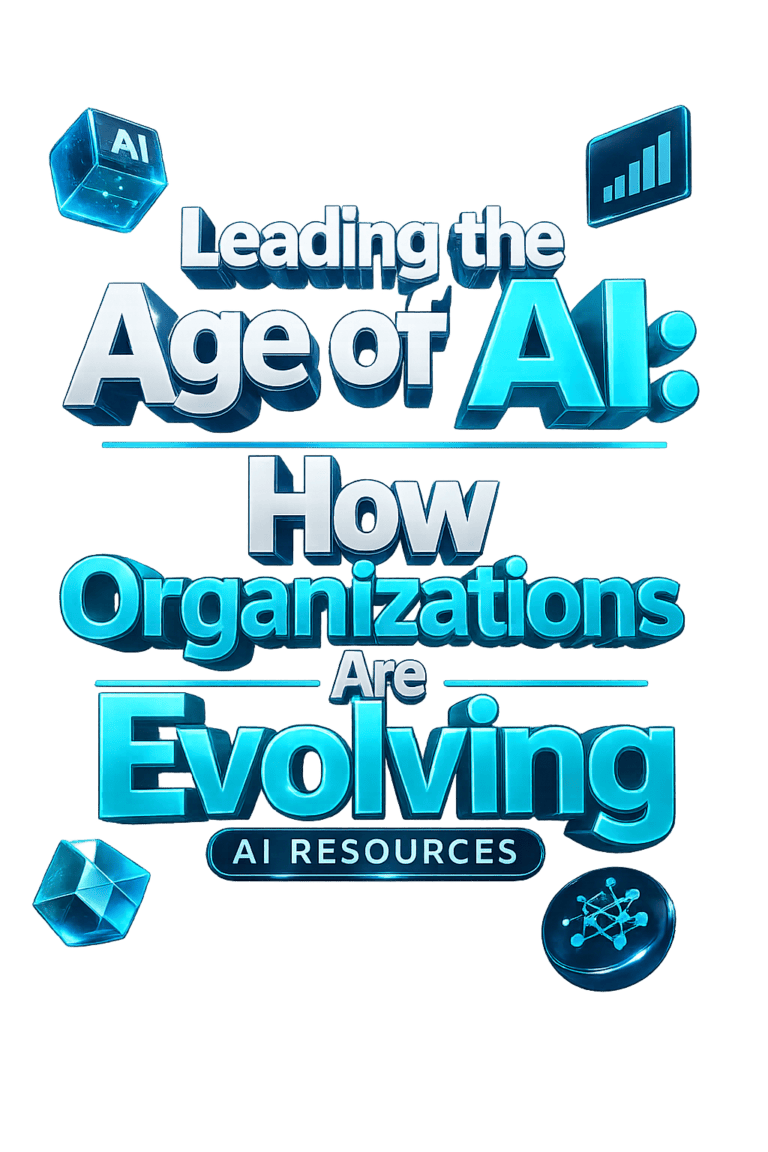 AI
Leading the
Age of AI:
How
Organizations
Are
Evolving
AI RESOURCES